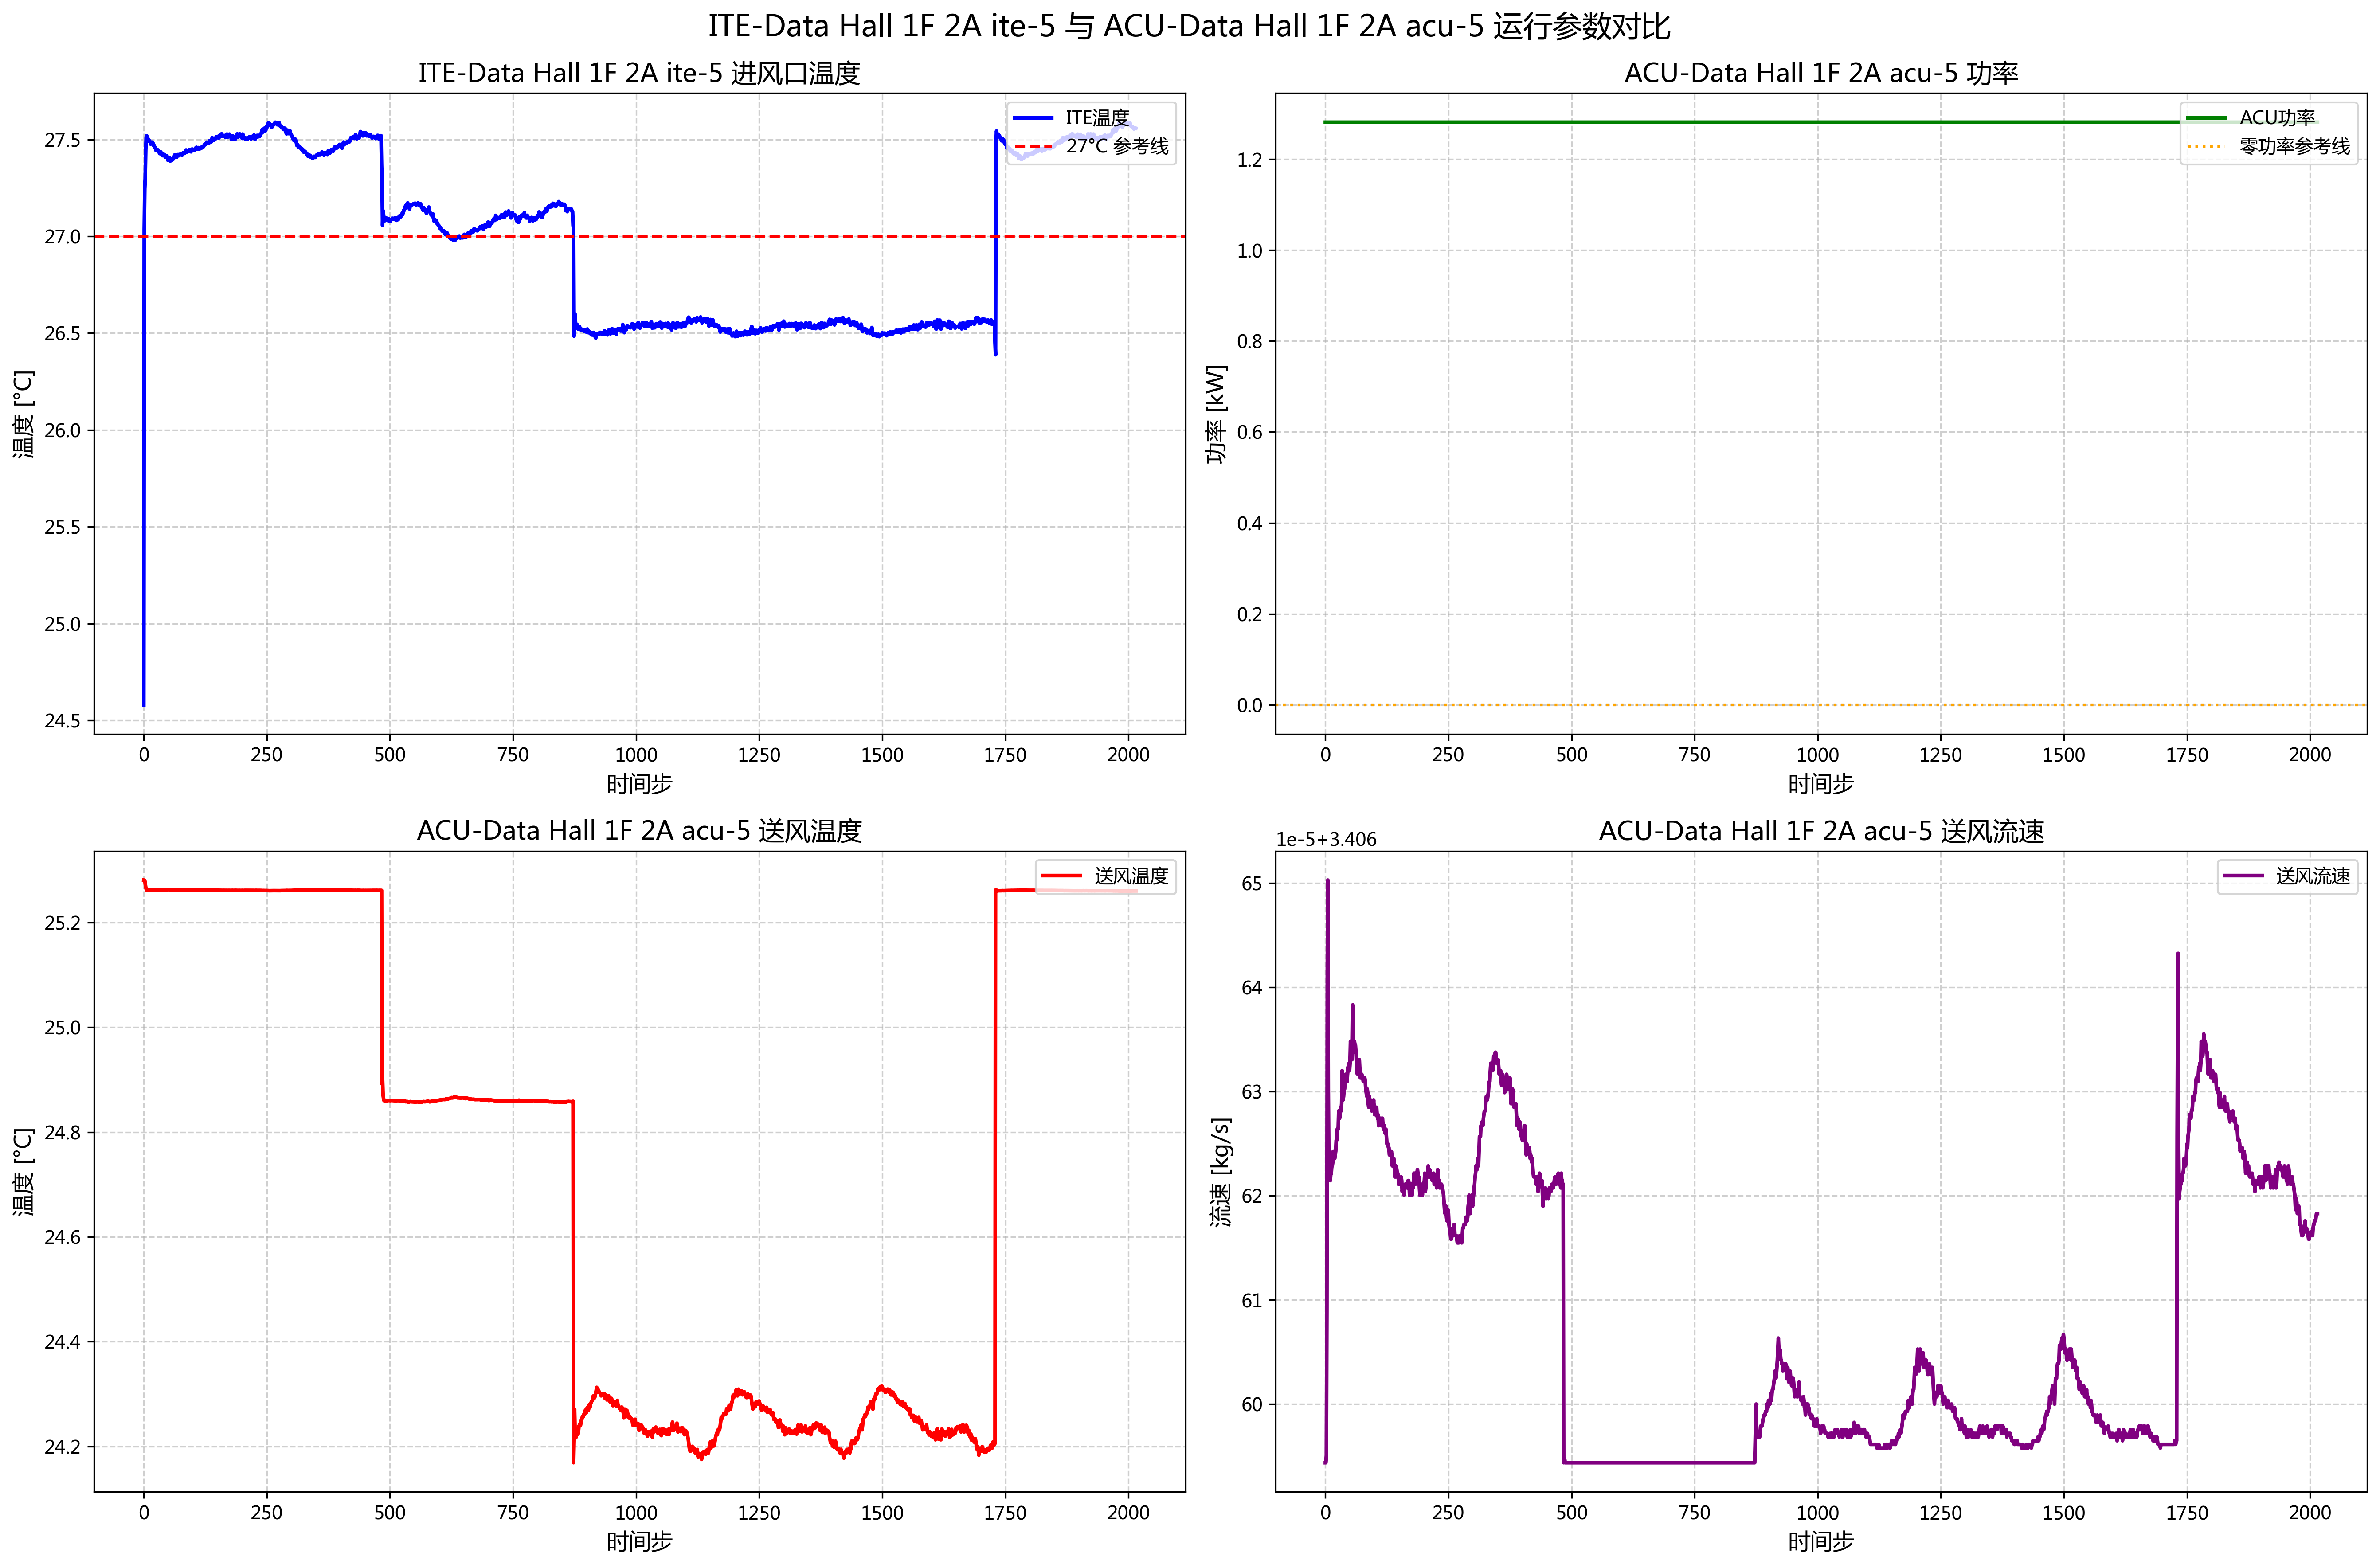 ITE-Data Hall 1F 2A ite-5 与 ACU-Data Hall 1F 2A acu-5 运行参数对比
ITE-Data Hall 1F 2A ite-5 进风口温度
温度 [°C]
27.5
27.0
26.5
26.0
25.5
25.0
24.5
ITE温度
27°C 参考线
0 250 500 750 1000 1250 1500 1750 2000
时间步
ACU-Data Hall 1F 2A acu-5 功率
功率 [kW]
1.2
1.0
0.8
0.6
0.4
0.2
0.0
ACU功率
零功率参考线
0 250 500 750 1000 1250 1500 1750 2000
时间步
ACU-Data Hall 1F 2A acu-5 送风温度
温度 [°C]
25.2
25.0
24.8
24.6
24.4
24.2
送风温度
0 250 500 750 1000 1250 1500 1750 2000
时间步
ACU-Data Hall 1F 2A acu-5 送风流速
1e-5+3.406
流速 [kg/s]
65
64
63
62
61
60
送风流速
0 250 500 750 1000 1250 1500 1750 2000
时间步